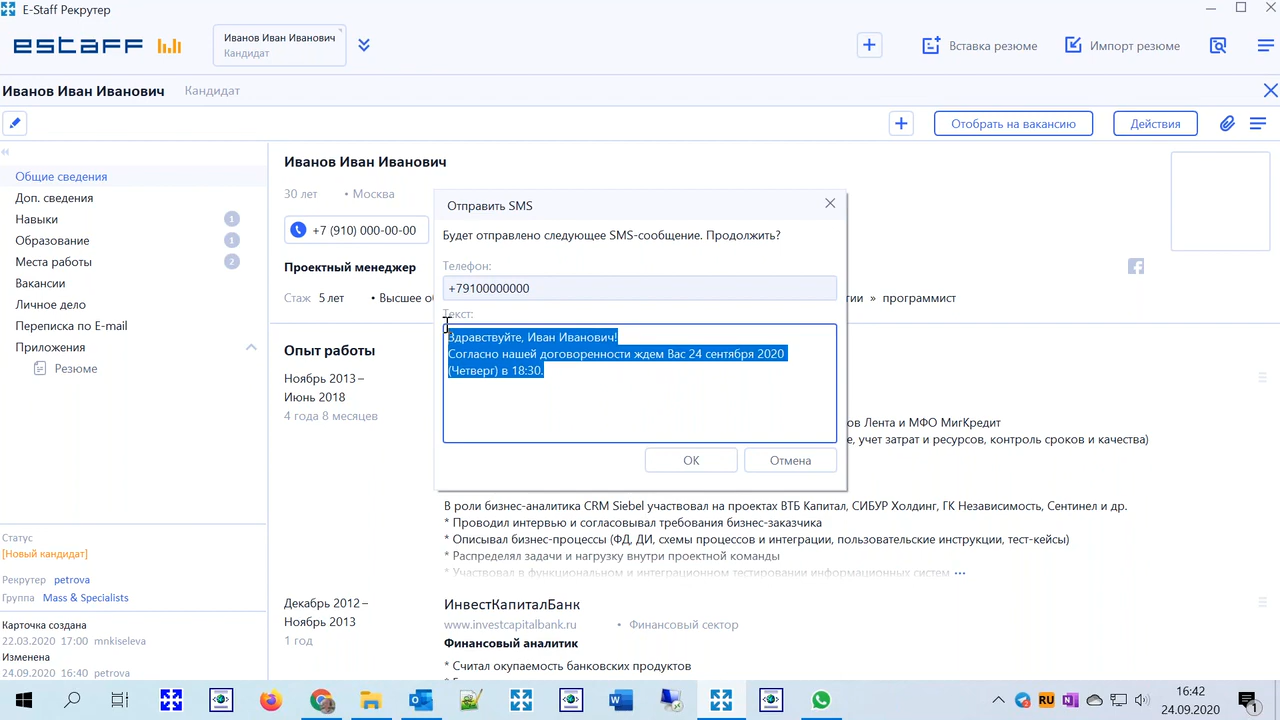 E-Staff Рекрутер
estaff
Иванов Иван Иванович
Кандидат
Вставка резюме
Импорт резюме
Иванов Иван Иванович Кандидат
Отобрать на вакансию
Действия
Общие сведения
Доп. сведения
Навыки 1
Образование 1
Места работы 2
Вакансии
Личное дело
Переписка по E-mail
Приложения
Резюме
Статус
[Новый кандидат]
Рекрутер petrova
Группа Mass & Specialists
Карточка создана
22.03.2020 17:00 mnkiseleva
Изменена
24.09.2020 16:40 petrova
Иванов Иван Иванович
30 лет • Москва
+7 (910) 000-00-00
Проектный менеджер
Стаж 5 лет • Высшее о
тии » программист
Отправить SMS
Будет отправлено следующее SMS-сообщение. Продолжить?
Телефон:
+79100000000
Текст:
Здравствуйте, Иван Иванович!
Согласно нашей договоренности ждем Вас 24 сентября 2020
(Четверг) в 18:30.
OK
Отмена
Опыт работы
Ноябрь 2013 –
Июнь 2018
4 года 8 месяцев
ов Лента и МФО МигКредит
е, учет затрат и ресурсов, контроль сроков и качества)
В роли бизнес-аналитика CRM Siebel участвовал на проектах ВТБ Капитал, СИБУР Холдинг, ГК Независимость, Сентинел и др.
* Проводил интервью и согласовывал требования бизнес-заказчика
* Описывал бизнес-процессы (ФД, ДИ, схемы процессов и интеграции, пользовательские инструкции, тест-кейсы)
* Распределял задачи и нагрузку внутри проектной команды
* Участвовал в функциональном и интеграционном тестировании информационных систем ...
Декабрь 2012 –
Ноябрь 2013
1 год
ИнвестКапиталБанк
www.investcapitalbank.ru • Финансовый сектор
Финансовый аналитик
* Считал окупаемость банковских продуктов
RU
16:42
24.09.2020
1